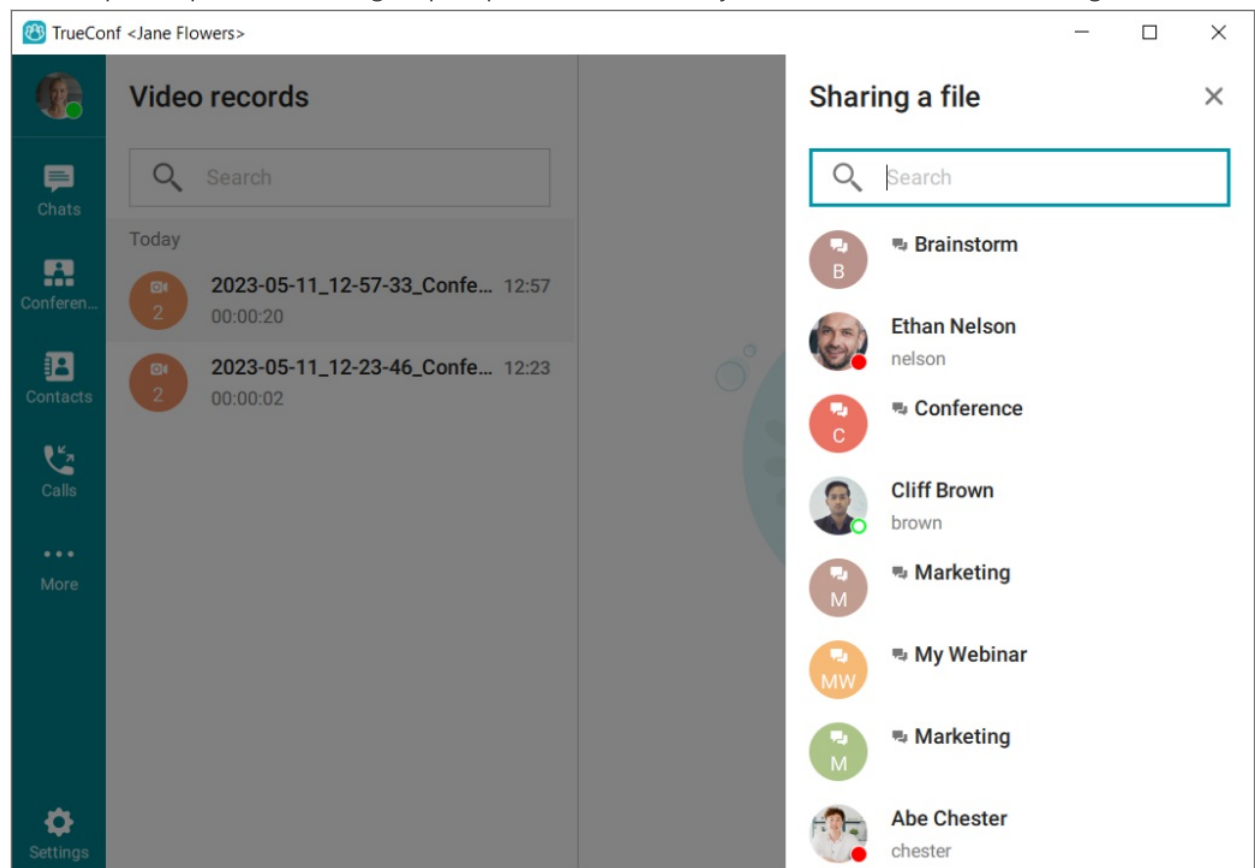 TrueConf <Jane Flowers>
Chats
Conferen...
Contacts
Calls
More
Settings
Video records
Search
Today
2023-05-11_12-57-33_Confe... 12:57
2
00:00:20
2023-05-11_12-23-46_Confe... 12:23
2
00:00:02
Sharing a file
Search
Brainstorm
B
Ethan Nelson
nelson
Conference
C
Cliff Brown
brown
Marketing
M
My Webinar
MW
Marketing
M
Abe Chester
chester